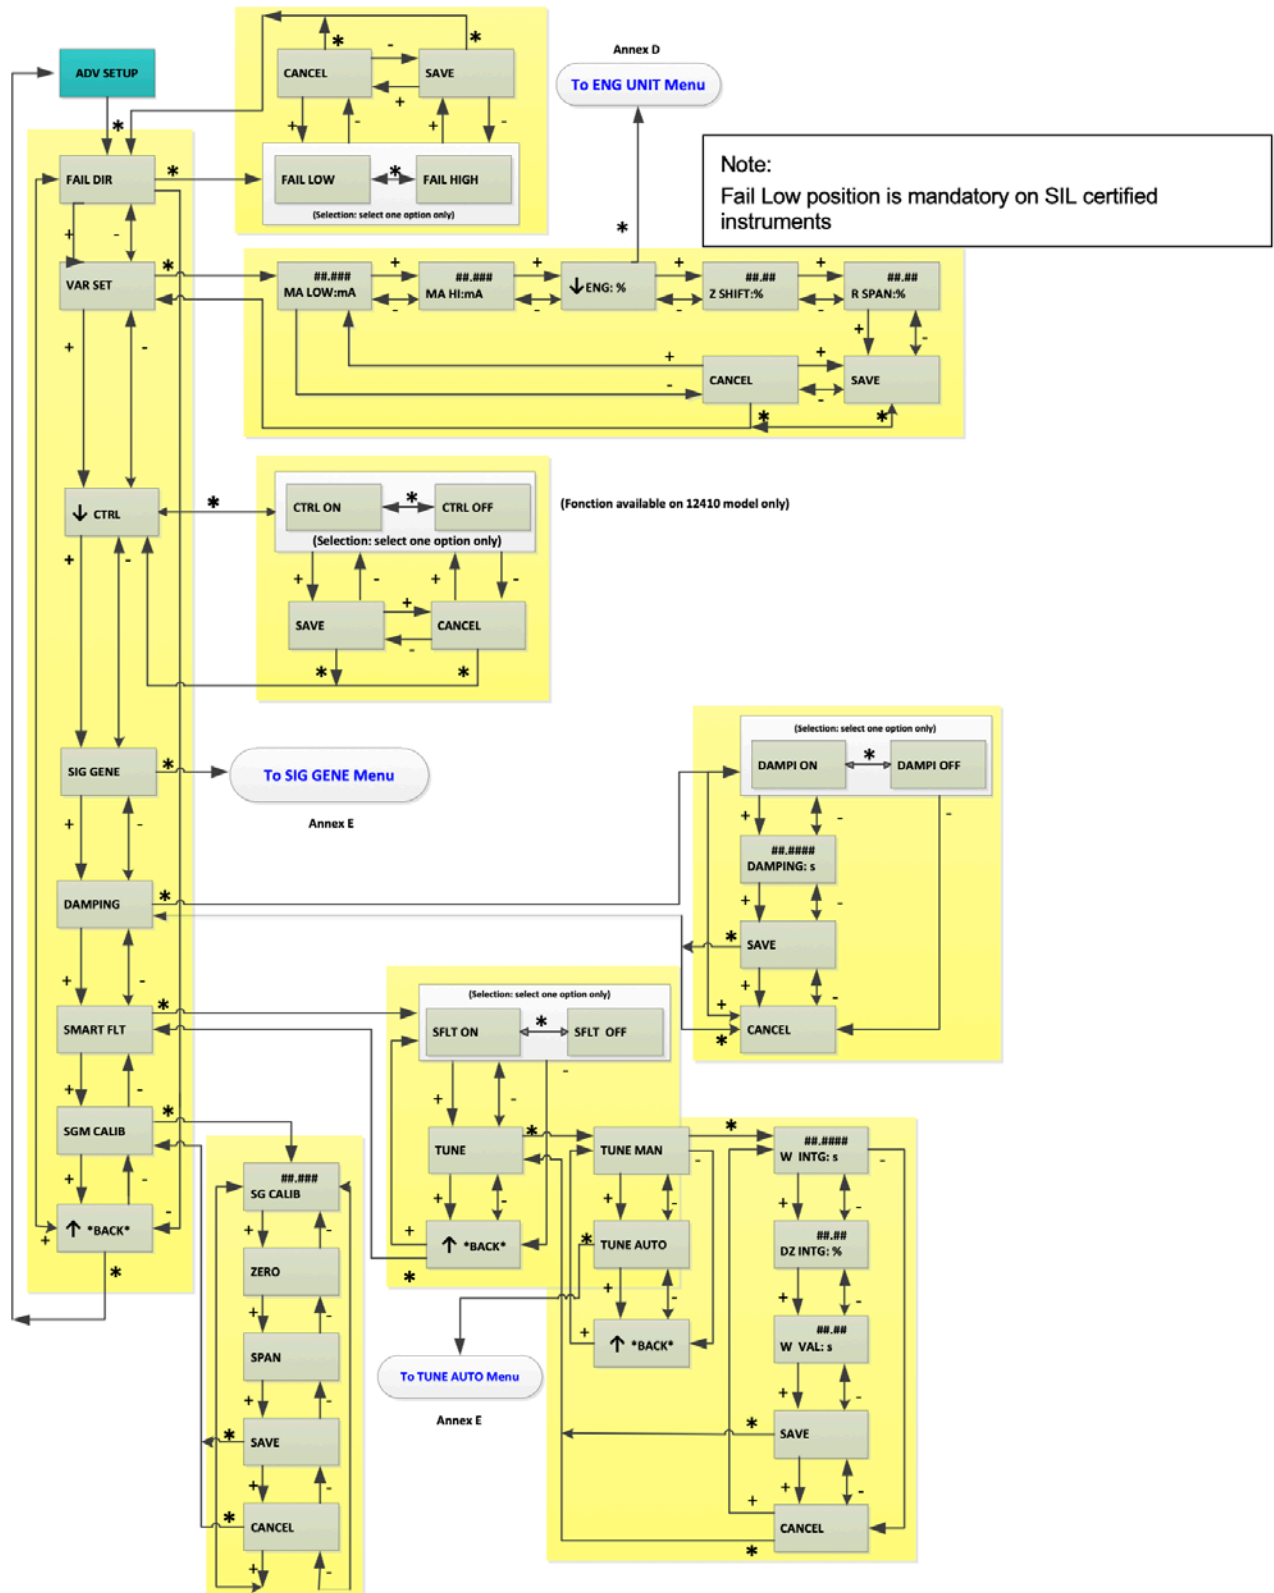 ADV SETUP
*
FAIL DIR
*
+
-
VAR SET
*
+
-
↓ CTRL
*
+
-
SIG GENE
*
+
-
DAMPING
*
+
-
SMART FLT
*
+
-
SGM CALIB
*
+
-
↑ *BACK*
-
+
*
*
*
CANCEL
-
+
SAVE
+
-
+
-
FAIL LOW
*
FAIL HIGH
(Selection: select one option only)
Annex D
To ENG UNIT Menu
*
Note:
Fail Low position is mandatory on SIL certified
instruments
##.###
MA LOW:mA
+
-
##.###
MA HI:mA
+
-
↓ENG: %
+
-
##.##
Z SHIFT:%
+
-
##.##
R SPAN:%
+
-
+
-
CANCEL
+
-
SAVE
*
*
CTRL ON
*
CTRL OFF
(Selection: select one option only)
+
-
+
-
SAVE
+
-
CANCEL
*
*
(Fonction available on 12410 model only)
To SIG GENE Menu
Annex E
(Selection: select one option only)
DAMPI ON
*
DAMPI OFF
+
-
-
##.####
DAMPING: s
+
-
* SAVE
+
-
+
*
CANCEL
(Selection: select one option only)
SFLT ON
*
SFLT OFF
+
-
-
TUNE
*
+
-
+
↑ *BACK*
*
TUNE MAN
*
-
+
-
* TUNE AUTO
+
-
+
↑ *BACK*
To TUNE AUTO Menu
Annex E
##.####
W INTG: s
-
+
-
##.##
DZ INTG: %
+
-
##.##
W VAL: s
+
-
* SAVE
+
-
+
CANCEL
*
##.###
SG CALIB
+
-
ZERO
+
-
SPAN
+
-
* SAVE
+
-
* CANCEL
+
-